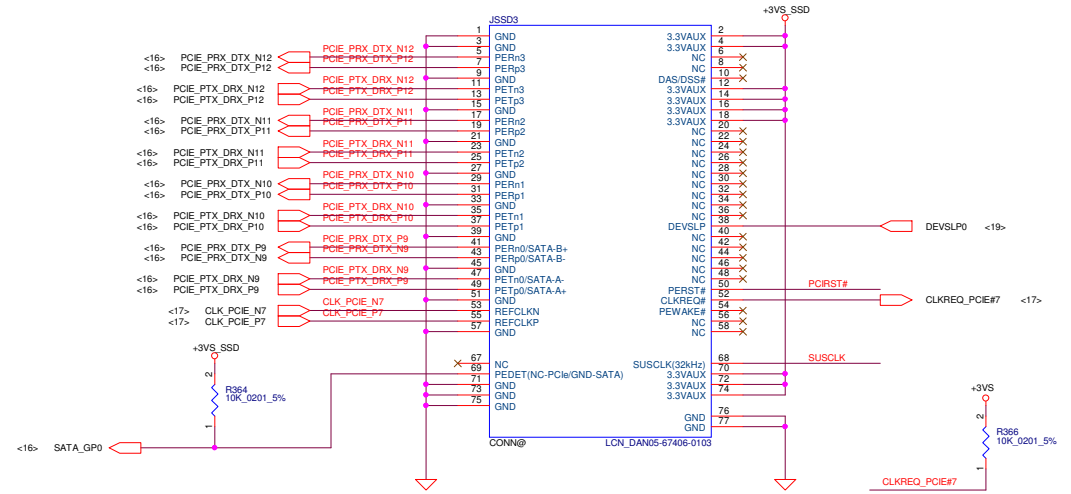 JSSD3
+3VS_SSD
1 GND 3.3VAUX 2
3 GND 3.3VAUX 4
<16> PCIE_PRX_DTX_N12 PCIE_PRX_DTX_N12 5 PERn3 NC 6
<16> PCIE_PRX_DTX_P12 PCIE_PRX_DTX_P12 7 PERp3 NC 8
9 GND DAS/DSS# 10
<16> PCIE_PTX_DRX_N12 PCIE_PTX_DRX_N12 11 PETn3 3.3VAUX 12
<16> PCIE_PTX_DRX_P12 PCIE_PTX_DRX_P12 13 PETp3 3.3VAUX 14
15 GND 3.3VAUX 16
<16> PCIE_PRX_DTX_N11 PCIE_PRX_DTX_N11 17 PERn2 3.3VAUX 18
<16> PCIE_PRX_DTX_P11 PCIE_PRX_DTX_P11 19 PERp2 NC 20
21 GND NC 22
<16> PCIE_PTX_DRX_N11 PCIE_PTX_DRX_N11 23 PETn2 NC 24
<16> PCIE_PTX_DRX_P11 PCIE_PTX_DRX_P11 25 PETp2 NC 26
27 GND NC 28
<16> PCIE_PRX_DTX_N10 PCIE_PRX_DTX_N10 29 PERn1 NC 30
<16> PCIE_PRX_DTX_P10 PCIE_PRX_DTX_P10 31 PERp1 NC 32
33 GND NC 34
<16> PCIE_PTX_DRX_N10 PCIE_PTX_DRX_N10 35 PETn1 NC 36
<16> PCIE_PTX_DRX_P10 PCIE_PTX_DRX_P10 37 PETp1 DEVSLP 38 DEVSLP0 <19>
39 GND NC 40
<16> PCIE_PRX_DTX_P9 PCIE_PRX_DTX_P9 41 PERn0/SATA-B+ NC 42
<16> PCIE_PRX_DTX_N9 PCIE_PRX_DTX_N9 43 PERp0/SATA-B- NC 44
45 GND NC 46
<16> PCIE_PTX_DRX_N9 PCIE_PTX_DRX_N9 47 PETn0/SATA-A- NC 48
<16> PCIE_PTX_DRX_P9 PCIE_PTX_DRX_P9 49 PETp0/SATA-A+ PERST# 50 PCIRST#
51 GND CLKREQ# 52 CLKREQ_PCIE#7 <17>
<17> CLK_PCIE_N7 CLK_PCIE_N7 53 REFCLKN PEWAKE# 54
<17> CLK_PCIE_P7 CLK_PCIE_P7 55 REFCLKP NC 56
57 GND NC 58
+3VS_SSD
67 NC SUSCLK(32kHz) 68 SUSCLK
69 PEDET(NC-PCIe/GND-SATA) 3.3VAUX 70
71 GND 3.3VAUX 72
73 GND 3.3VAUX 74
75 GND
GND 76
GND 77
2
R364
10K_0201_5%
1
<16> SATA_GP0
CONN@ LCN_DAN05-67406-0103
+3VS
2
R366
10K_0201_5%
1
CLKREQ_PCIE#7